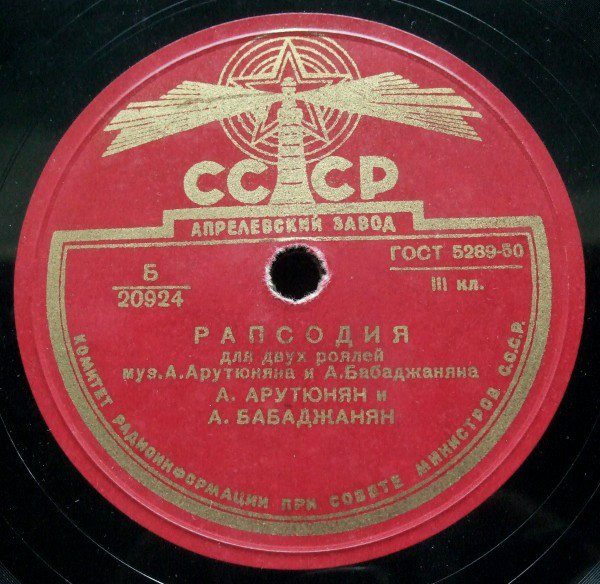 СССР
АПРЕЛЕВСКИЙ ЗАВОД
Б
20924
ГОСТ 5289-50
III кл.
РАПСОДИЯ
для двух роялей
муз.А.Арутюняна и А.Бабаджаняна
А. АРУТЮНЯН и
А. БАБАДЖАНЯН
КОМИТЕТ РАДИОИНФОРМАЦИИ ПРИ СОВЕТЕ МИНИСТРОВ С.С.С.Р.